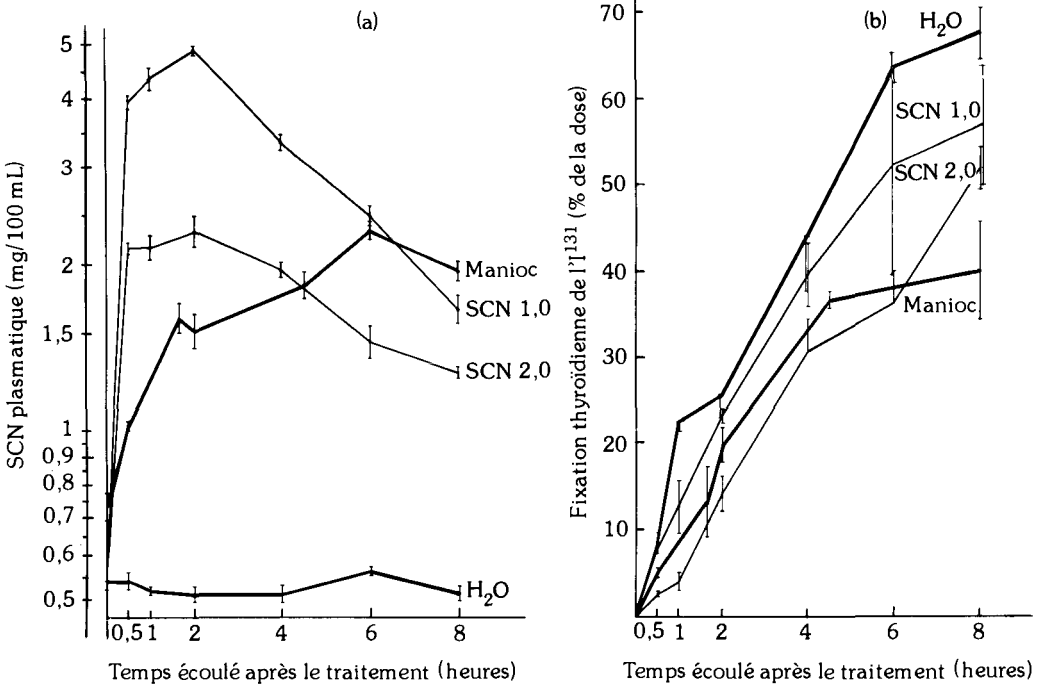 (a)
SCN plasmatique (mg/100 mL)
5
4
3
2
1,5
1
0,9
0,8
0,7
0,6
0,5
Manioc
SCN 1,0
SCN 2,0
H₂O
0,5 1 2 4 6 8
Temps écoulé après le traitement (heures)
(b)
Fixation thyroïdienne de l'I¹³¹ (% de la dose)
70
60
50
40
30
20
10
H₂O
SCN 1,0
SCN 2,0
Manioc
0,5 1 2 4 6 8
Temps écoulé après le traitement (heures)